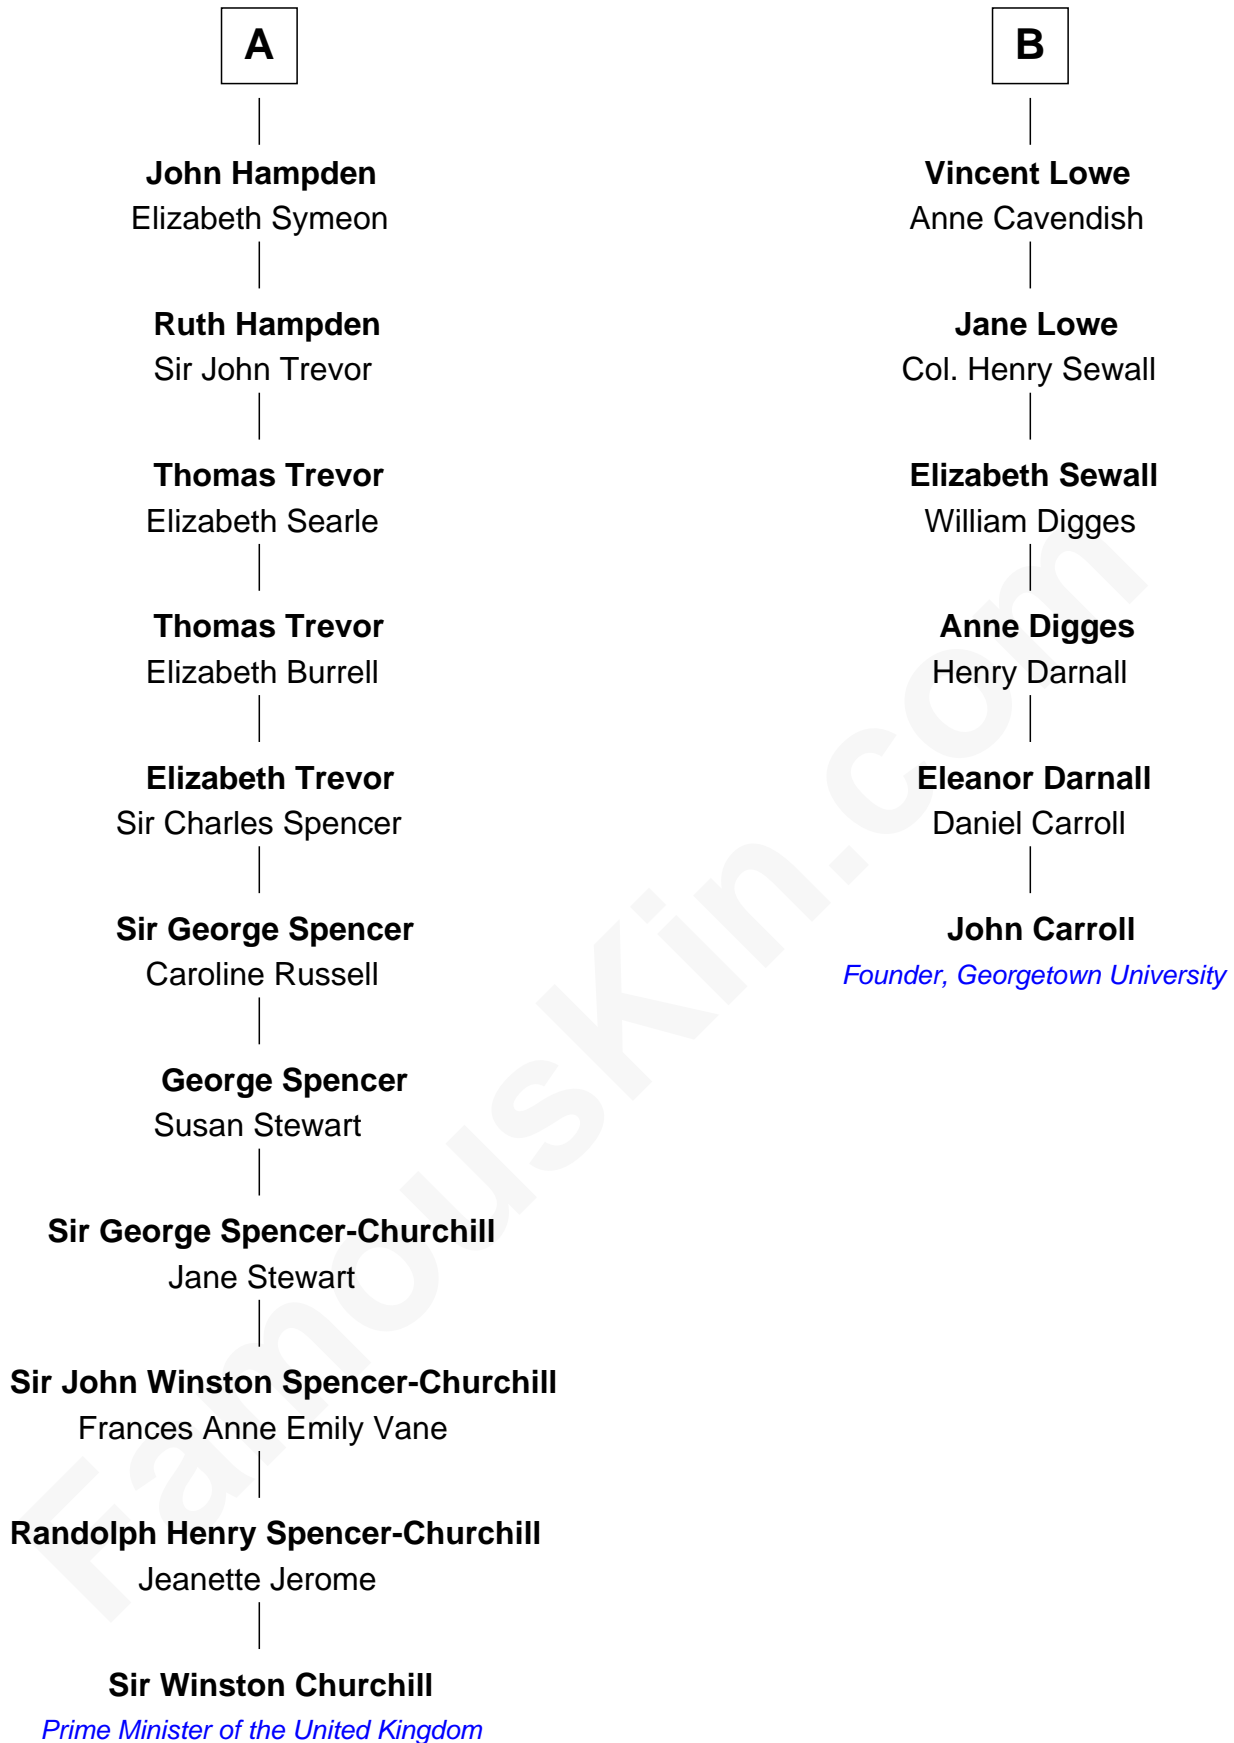 A
John Hampden
Elizabeth Symeon
Ruth Hampden
Sir John Trevor
Thomas Trevor
Elizabeth Searle
Thomas Trevor
Elizabeth Burrell
Elizabeth Trevor
Sir Charles Spencer
Sir George Spencer
Caroline Russell
George Spencer
Susan Stewart
Sir George Spencer-Churchill
Jane Stewart
Sir John Winston Spencer-Churchill
Frances Anne Emily Vane
Randolph Henry Spencer-Churchill
Jeanette Jerome
Sir Winston Churchill
Prime Minister of the United Kingdom
B
Vincent Lowe
Anne Cavendish
Jane Lowe
Col. Henry Sewall
Elizabeth Sewall
William Digges
Anne Digges
Henry Darnall
Eleanor Darnall
Daniel Carroll
John Carroll
Founder, Georgetown University
FamousKin.com